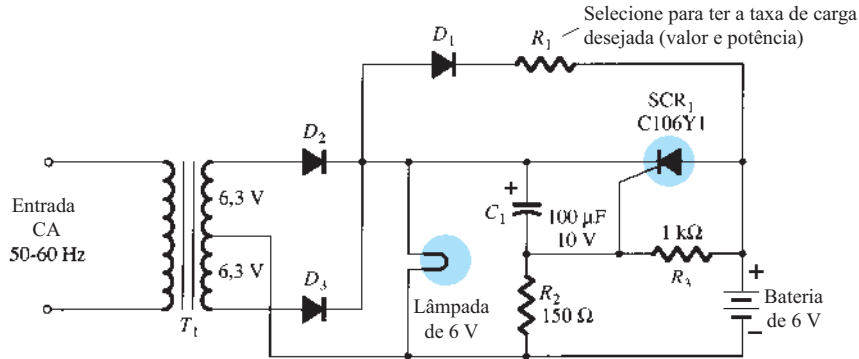 Selecione para ter a taxa de carga
desejada (valor e potência)
D1
R1
SCR1
C106Y1
D2
6,3 V
Entrada
CA
50-60 Hz
+
C1
100 µF
10 V
1 kΩ
R3
6,3 V
D3
Lâmpada
de 6 V
R2
150 Ω
+
Bateria
de 6 V
−
T1